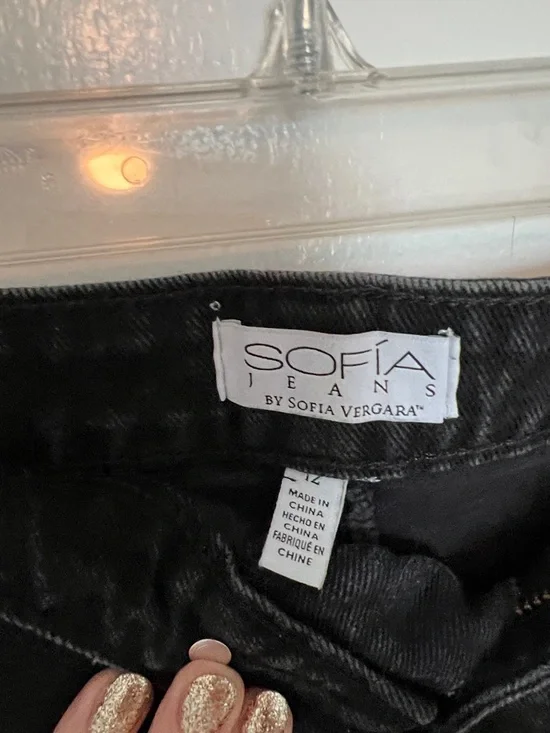 SOFÍA
JEANS
BY SOFIA VERGARA™
12
MADE IN
CHINA
HECHO EN
CHINA
FABRIQUÉ EN
CHINE